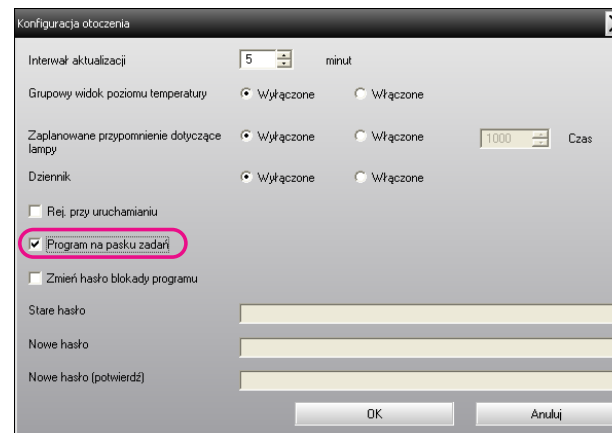 Konfiguracja otoczenia
Interwał aktualizacji 5 minut
Grupowy widok poziomu temperatury Wyłączone Włączone
Zaplanowane przypomnienie dotyczące lampy Wyłączone Włączone 1000 Czas
Dziennik Wyłączone Włączone
Rej. przy uruchamianiu
Program na pasku zadań
Zmień hasło blokady programu
Stare hasło
Nowe hasło
Nowe hasło (potwierdź)
OK Anuluj